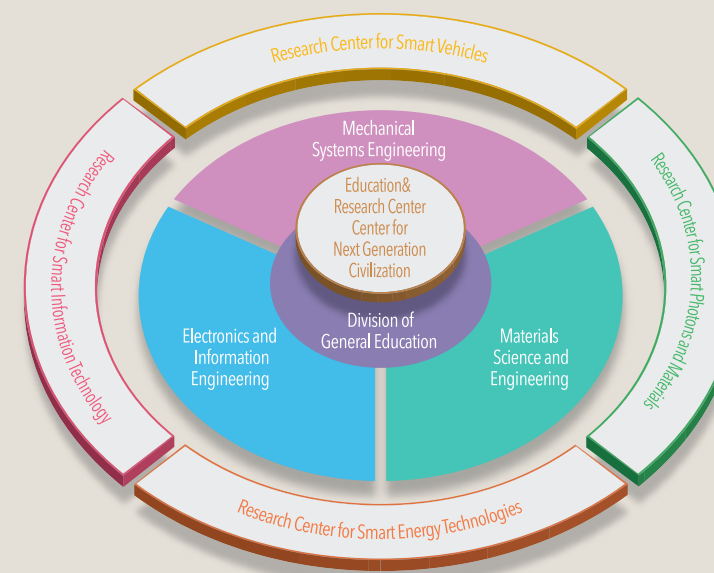 Research Center for Smart Vehicles
Mechanical
Systems Engineering
Education&
Research Center
Center for
Next Generation
Civilization
Research Center for Smart Information Technology
Research Center for Smart Photons and Materials
Division of
General Education
Electronics and
Information
Engineering
Materials
Science and
Engineering
Research Center for Smart Energy Technologies